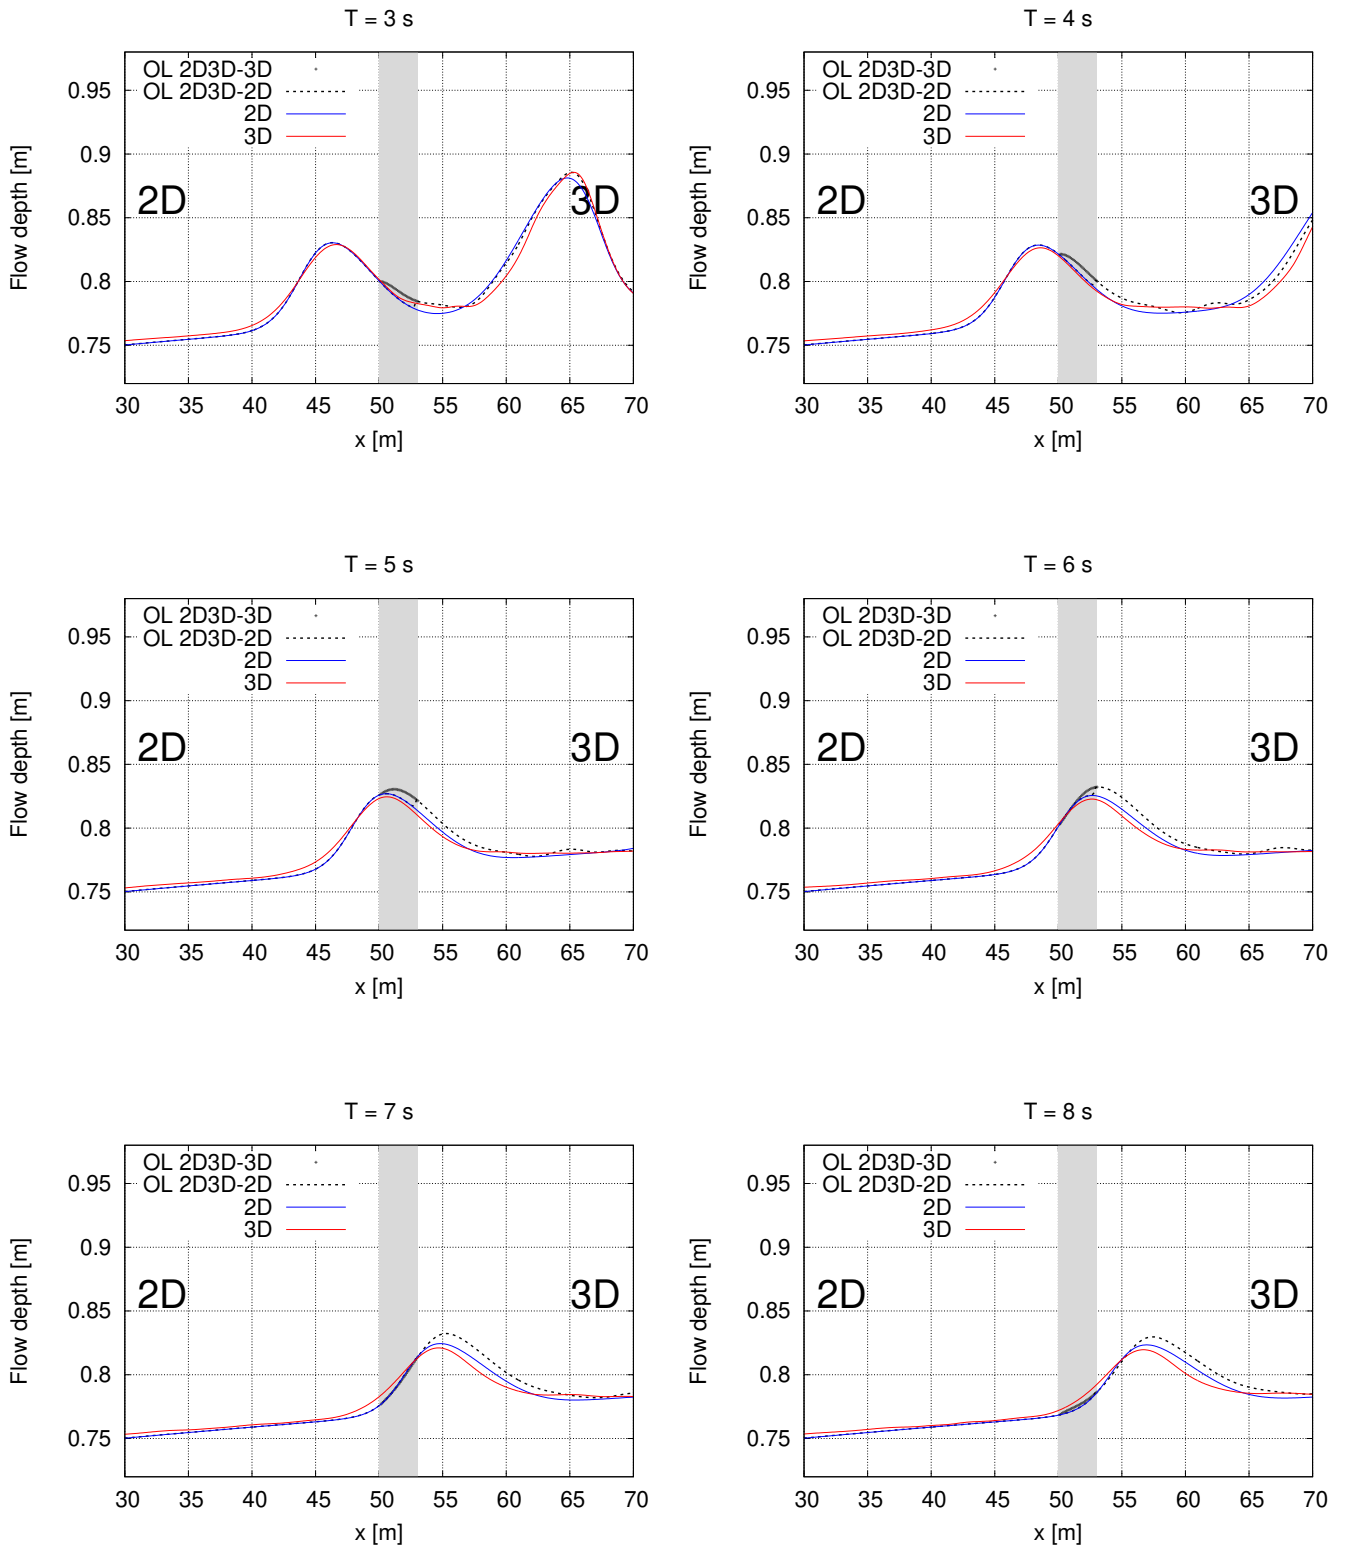 T = 3 s
OL 2D3D-3D
OL 2D3D-2D
2D
3D
0.95
0.9
0.85
0.8
0.75
Flow depth [m]
2D
3D
30 35 40 45 50 55 60 65 70
x [m]
T = 4 s
OL 2D3D-3D
OL 2D3D-2D
2D
3D
0.95
0.9
0.85
0.8
0.75
Flow depth [m]
2D
3D
30 35 40 45 50 55 60 65 70
x [m]
T = 5 s
OL 2D3D-3D
OL 2D3D-2D
2D
3D
0.95
0.9
0.85
0.8
0.75
Flow depth [m]
2D
3D
30 35 40 45 50 55 60 65 70
x [m]
T = 6 s
OL 2D3D-3D
OL 2D3D-2D
2D
3D
0.95
0.9
0.85
0.8
0.75
Flow depth [m]
2D
3D
30 35 40 45 50 55 60 65 70
x [m]
T = 7 s
OL 2D3D-3D
OL 2D3D-2D
2D
3D
0.95
0.9
0.85
0.8
0.75
Flow depth [m]
2D
3D
30 35 40 45 50 55 60 65 70
x [m]
T = 8 s
OL 2D3D-3D
OL 2D3D-2D
2D
3D
0.95
0.9
0.85
0.8
0.75
Flow depth [m]
2D
3D
30 35 40 45 50 55 60 65 70
x [m]